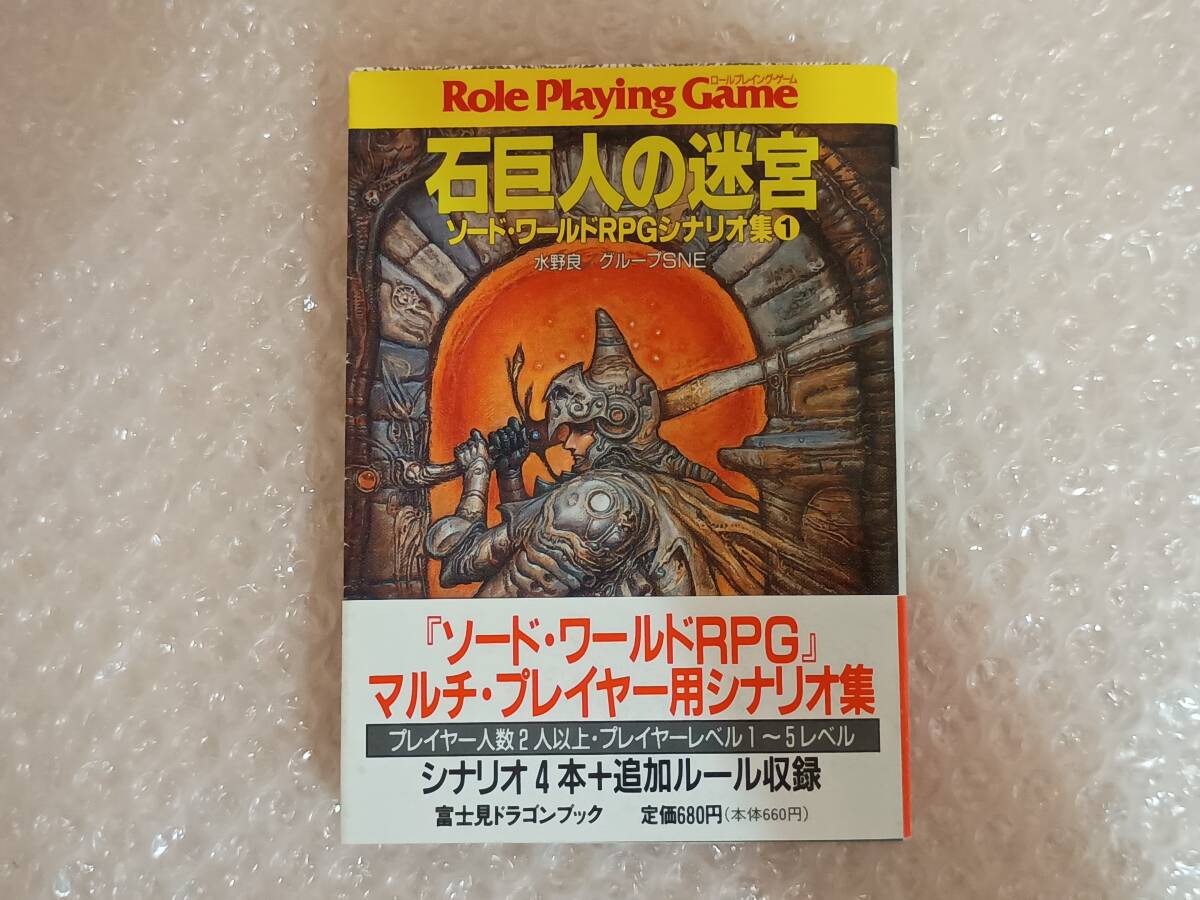 ロールプレイング・ゲーム
Role Playing Game
石巨人の迷宮
ソード・ワールドRPGシナリオ集❶
水野良 グループSNE
『ソード・ワールドRPG』
マルチ・プレイヤー用シナリオ集
プレイヤー人数2人以上・プレイヤーレベル1〜5レベル
シナリオ4本+追加ルール収録
富士見ドラゴンブック 定価680円(本体660円)